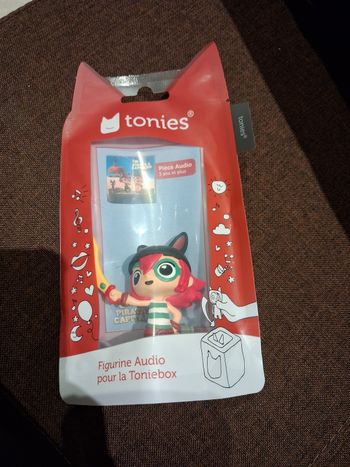 tonies®
tonies®
Pièce Audio
3 ans et plus
Figurine Audio
pour la Toniebox